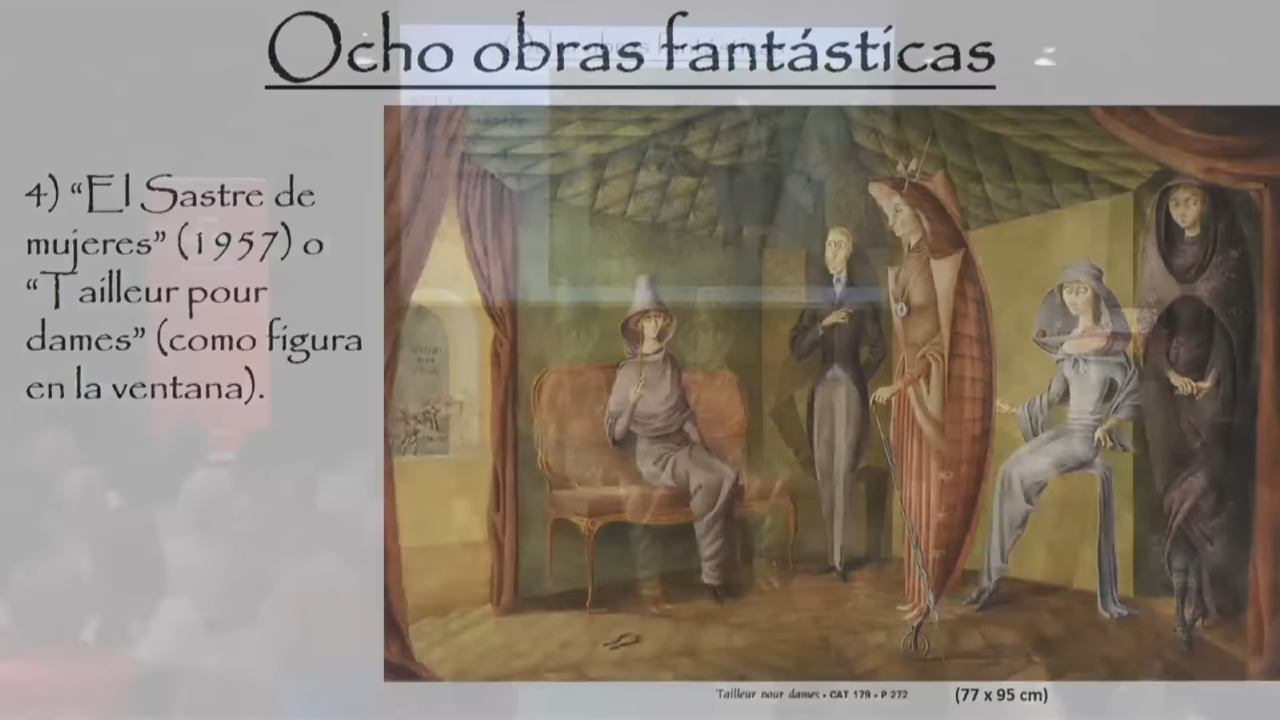 Ocho obras fantásticas
4) “El Sastre de
mujeres” (1957) o
“Tailleur pour
dames” (como figura
en la ventana).
Tailleur pour dames - CAT 179 - P 272
(77 x 95 cm)